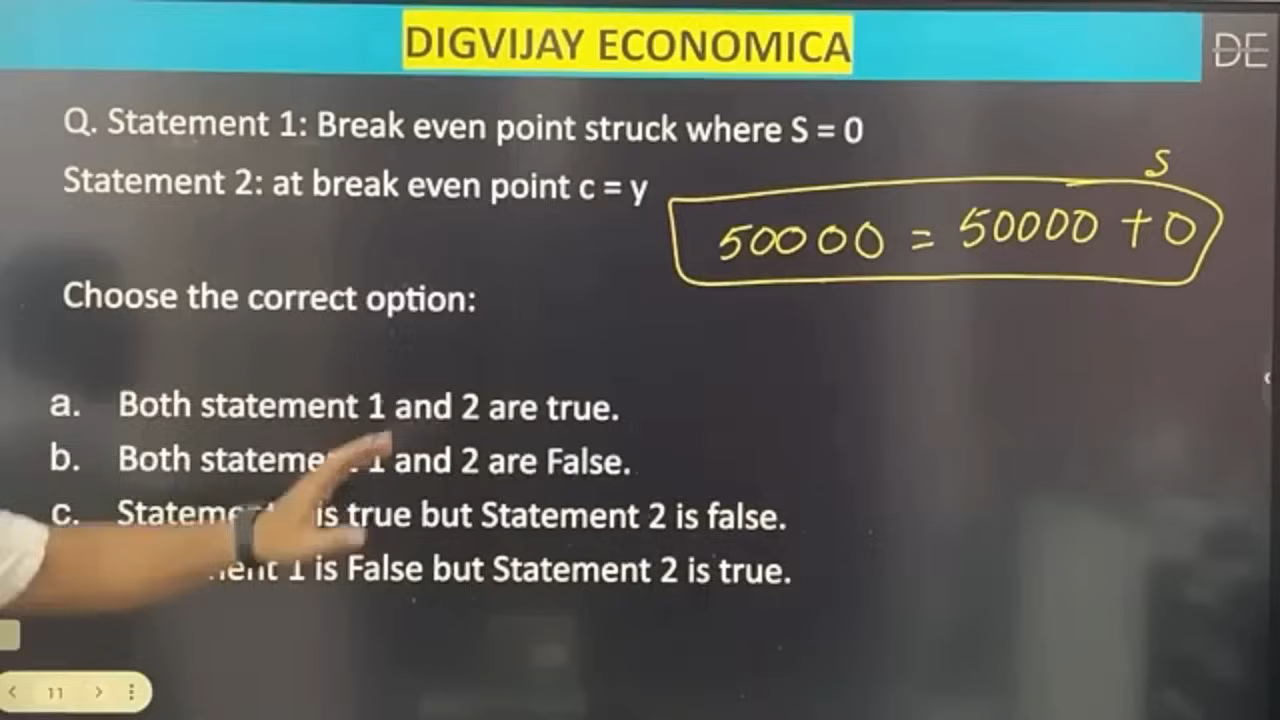 DIGVIJAY ECONOMICA
DE
Q. Statement 1: Break even point struck where S = 0
Statement 2: at break even point c = y
S
50000 = 50000 + 0
Choose the correct option:
a. Both statement 1 and 2 are true.
b. Both statement 1 and 2 are False.
c. is true but Statement 2 is false.
1 is False but Statement 2 is true.
11